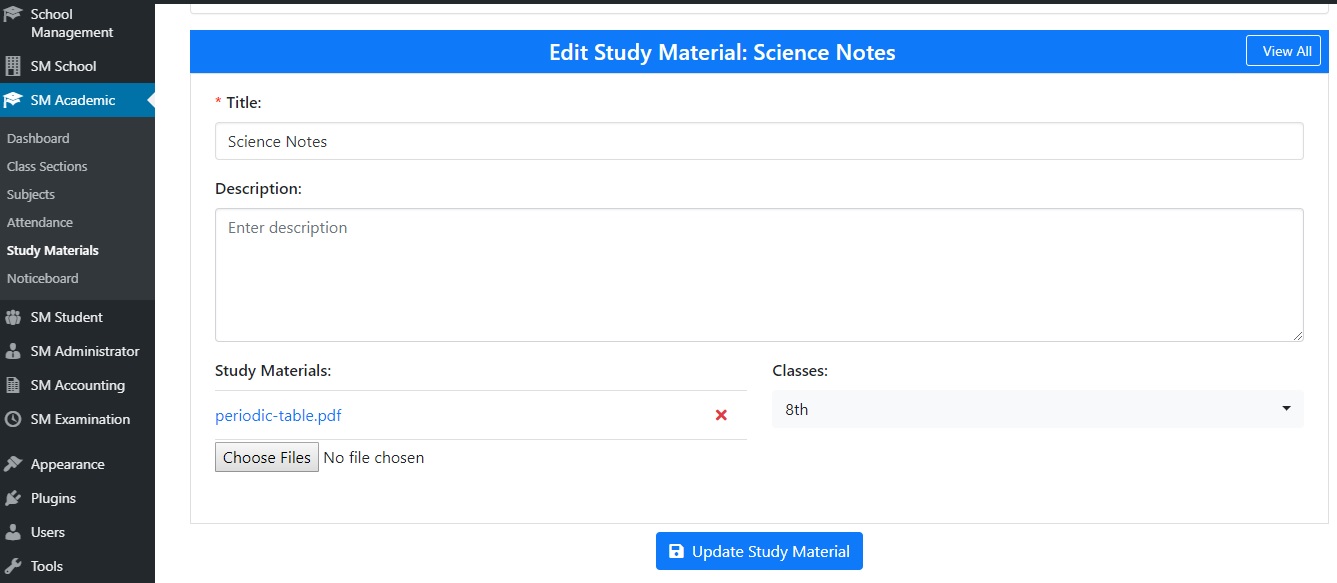 School
Management
SM School
SM Academic
Dashboard
Class Sections
Subjects
Attendance
Study Materials
Noticeboard
SM Student
SM Administrator
SM Accounting
SM Examination
Appearance
Plugins
Users
Tools
Edit Study Material: Science Notes
View All
* Title:
Science Notes
Description:
Enter description
Study Materials:
periodic-table.pdf
Choose Files No file chosen
Classes:
8th
Update Study Material